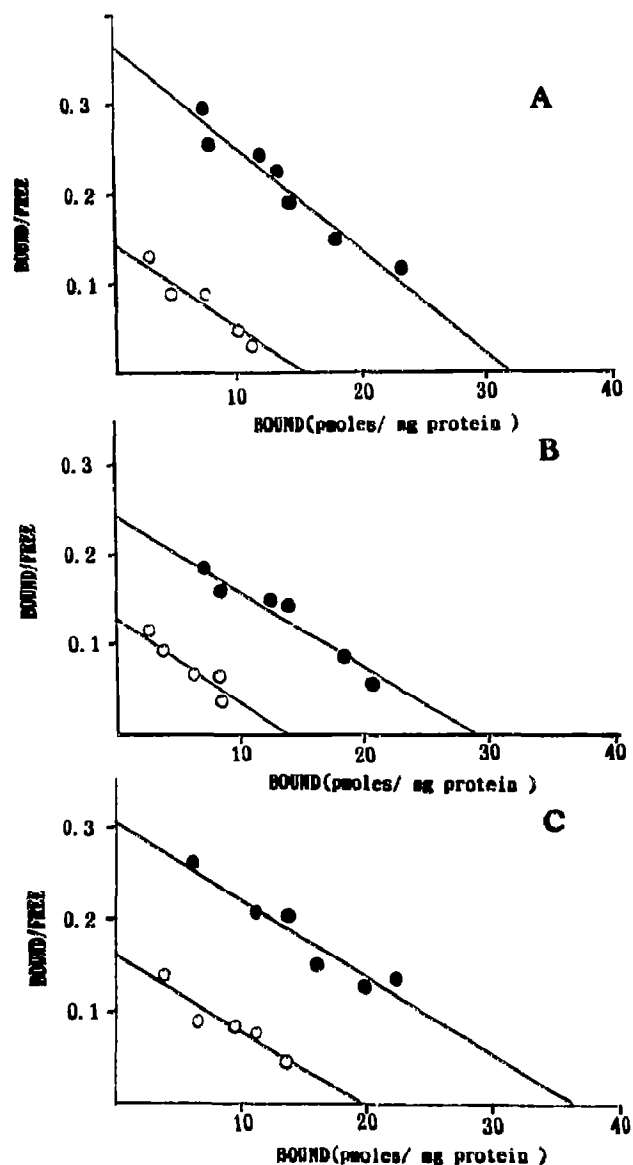 A
0.3
0.2
0.1
BOUND/FREE
10 20 30 40
BOUND(pmoles/ mg protein )
B
0.3
0.2
0.1
BOUND/FREE
10 20 30 40
BOUND(pmoles/ mg protein )
C
0.3
0.2
0.1
BOUND/FREE
10 20 30 40
BOUND(pmoles/ mg protein )